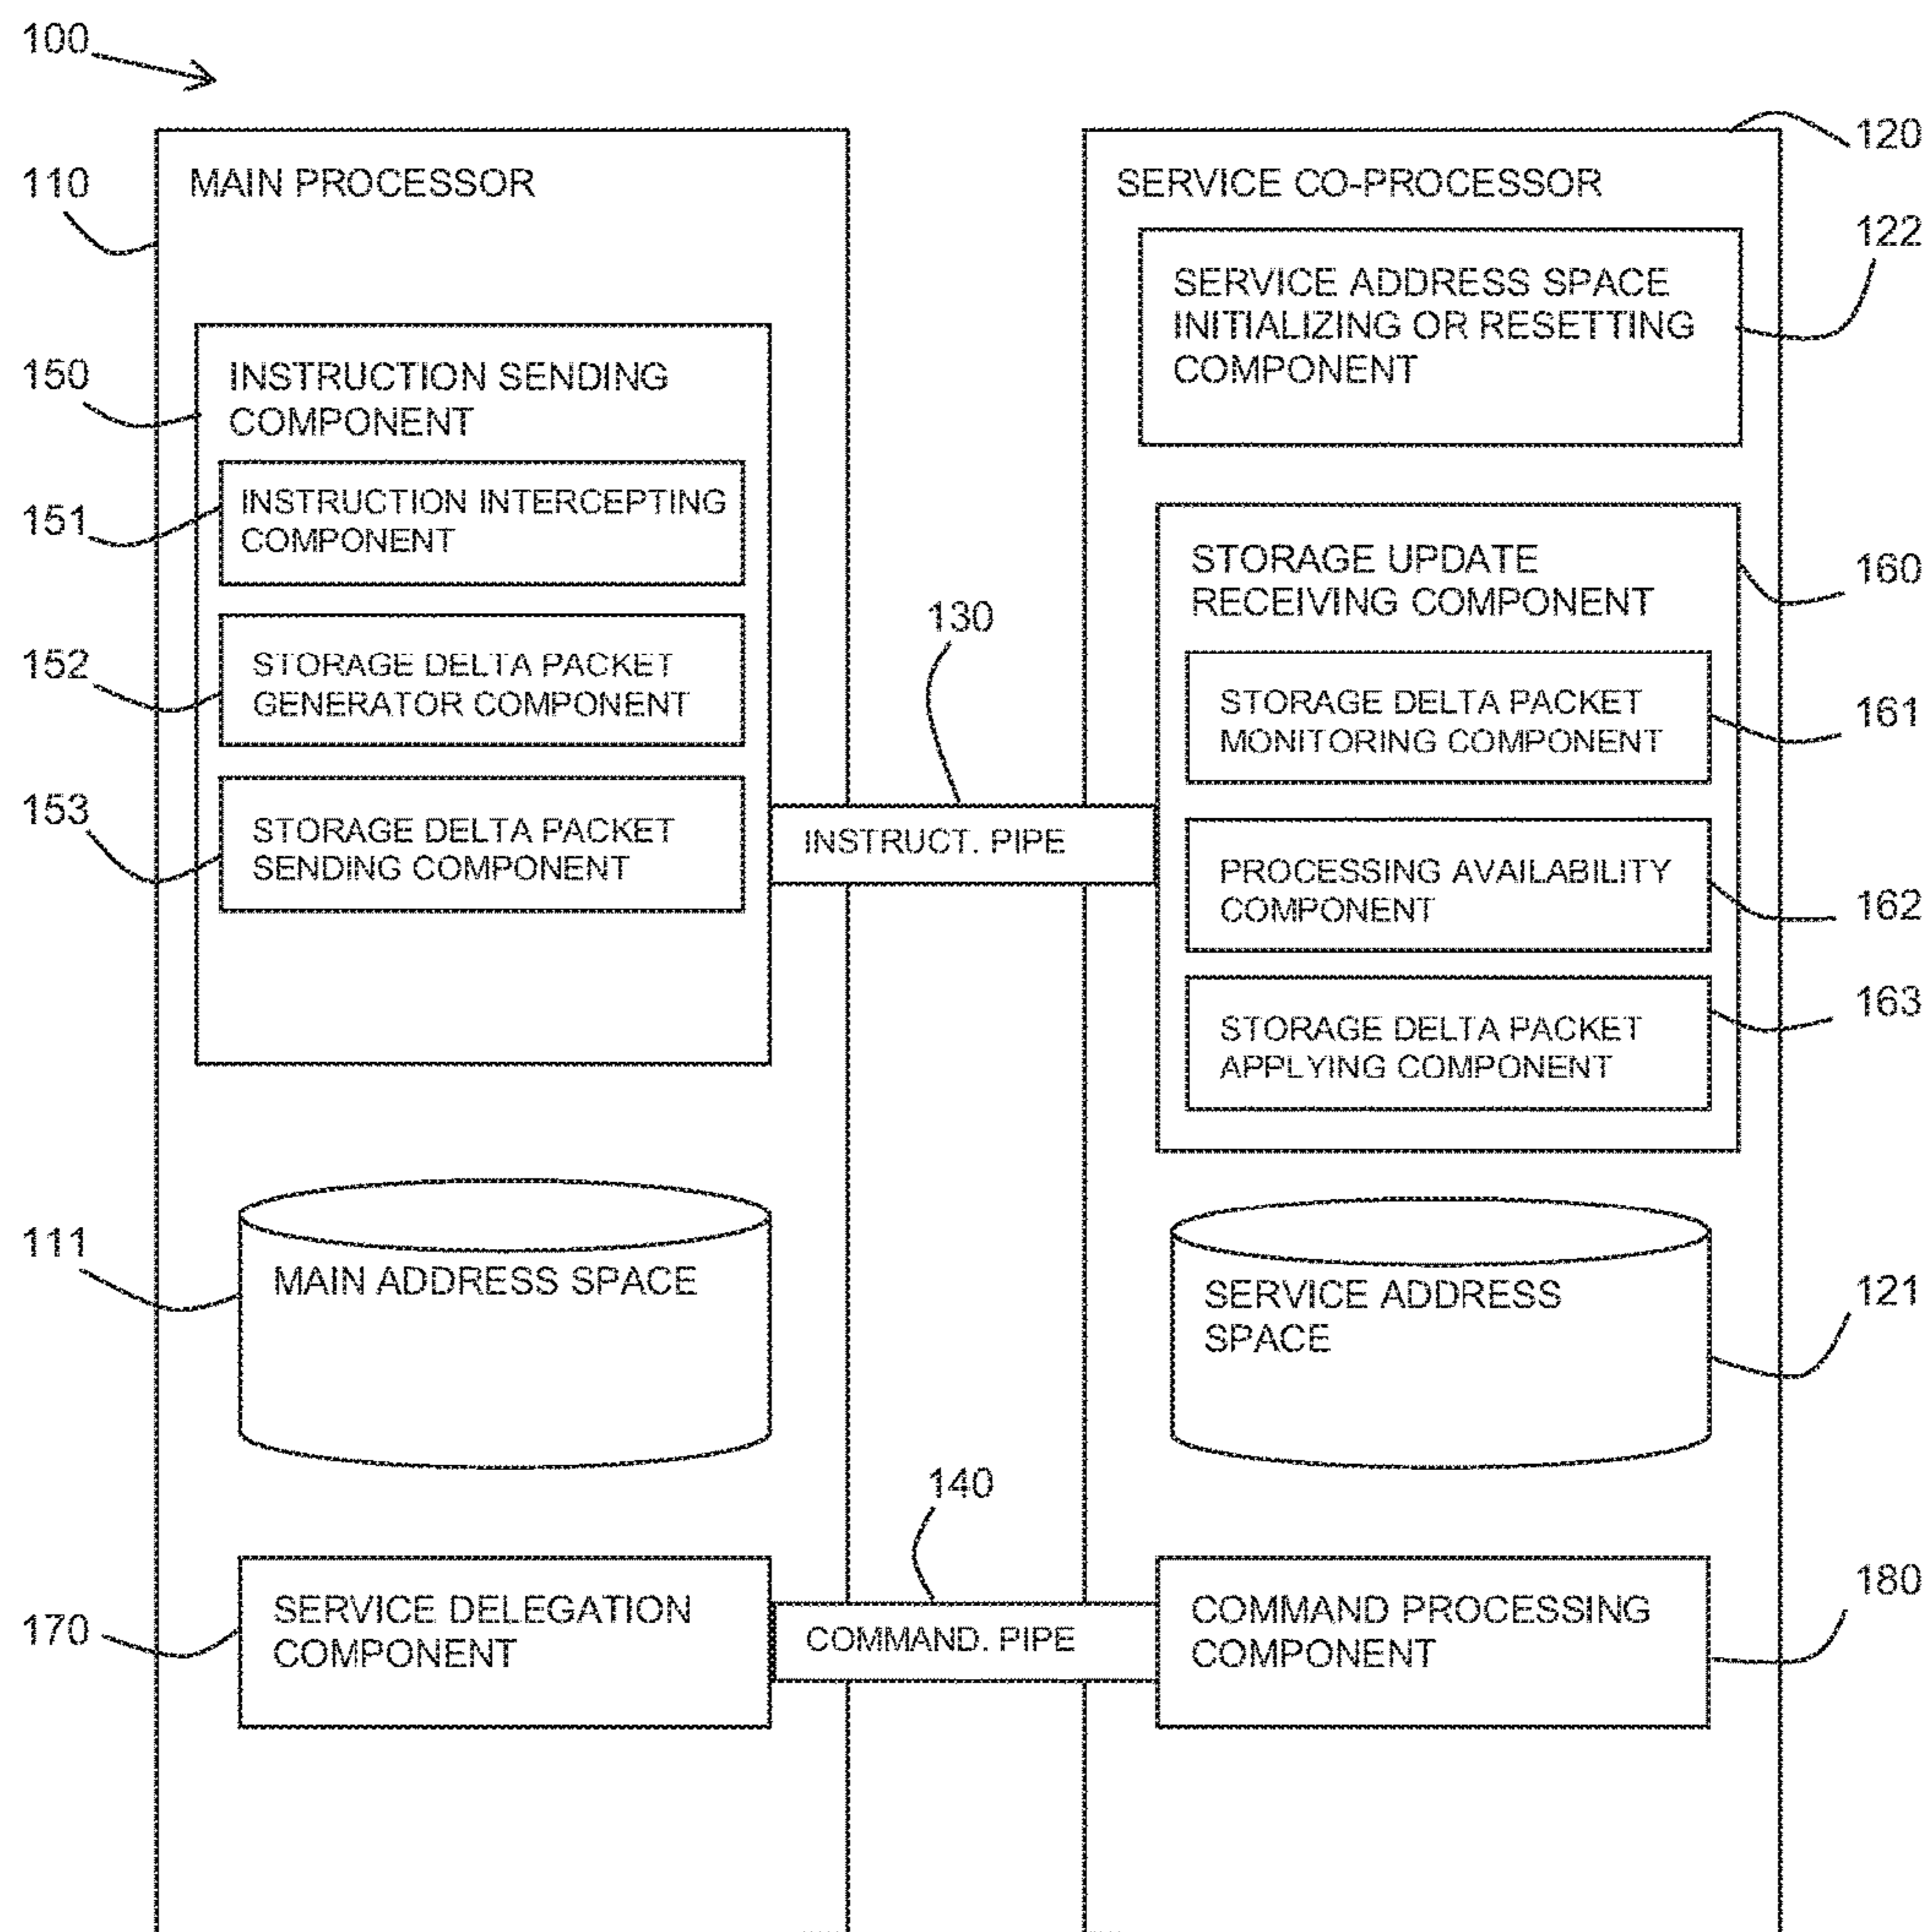 100
110
MAIN PROCESSOR
150
INSTRUCTION SENDING
COMPONENT
151
INSTRUCTION INTERCEPTING
COMPONENT
152
STORAGE DELTA PACKET
GENERATOR COMPONENT
153
STORAGE DELTA PACKET
SENDING COMPONENT
111
MAIN ADDRESS SPACE
170
SERVICE DELEGATION
COMPONENT
130
INSTRUCT. PIPE
140
COMMAND. PIPE
120
SERVICE CO-PROCESSOR
122
SERVICE ADDRESS SPACE
INITIALIZING OR RESETTING
COMPONENT
160
STORAGE UPDATE
RECEIVING COMPONENT
161
STORAGE DELTA PACKET
MONITORING COMPONENT
162
PROCESSING AVAILABILITY
COMPONENT
163
STORAGE DELTA PACKET
APPLYING COMPONENT
121
SERVICE ADDRESS
SPACE
180
COMMAND PROCESSING
COMPONENT